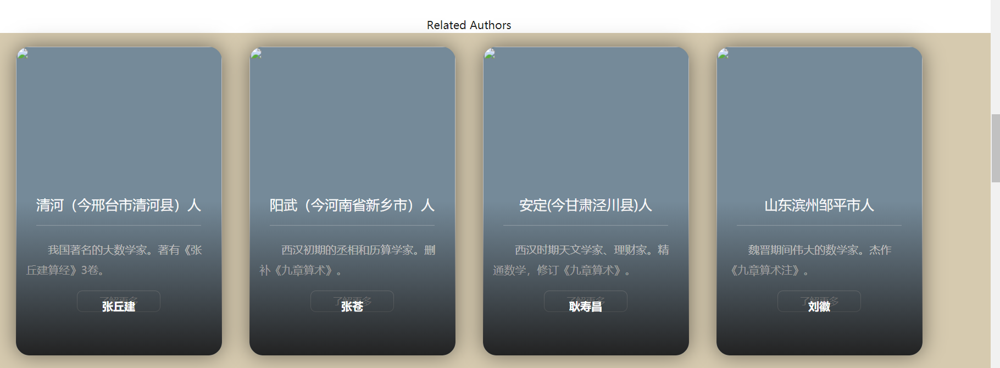 Related Authors
清河（今邢台市清河县）人
我国著名的大数学家。著有《张
丘建算经》3卷。
了解更多
张丘建
阳武（今河南省新乡市）人
西汉初期的丞相和历算学家。删
补《九章算术》。
了解更多
张苍
安定(今甘肃泾川县)人
西汉时期天文学家、理财家。精
通数学，修订《九章算术》。
了解更多
耿寿昌
山东滨州邹平市人
魏晋期间伟大的数学家。杰作
《九章算术注》。
了解更多
刘徽